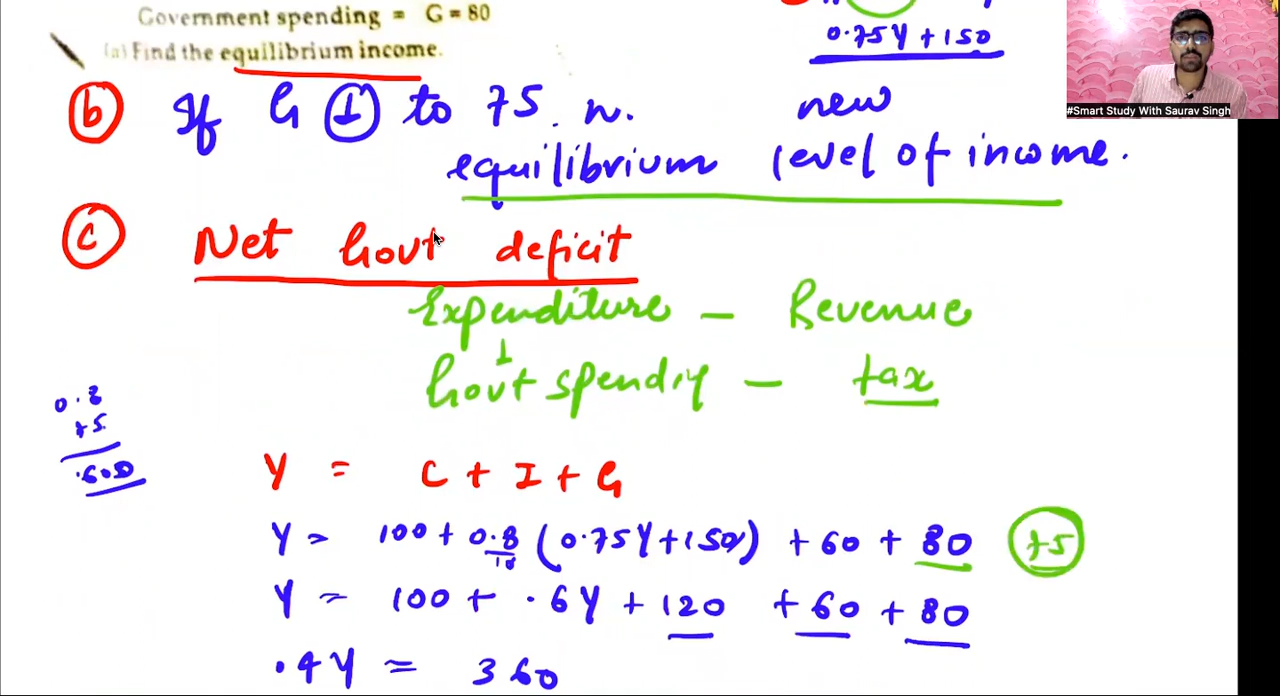 Government spending = G = 80
(a) Find the equilibrium income.
0.75Y + 150
#Smart Study With Saurav Singh
(b) If G ↓ to 75. n. new
equilibrium level of income.
(c) Net Govt deficit
Expenditure - Revenue
↓
Govt spendig - tax
0.8
75
.600
Y = C + I + G
Y = 100 + 0.8 (0.75Y + 150) + 60 + 80 75
10
Y = 100 + .6Y + 120 + 60 + 80
.4Y = 360